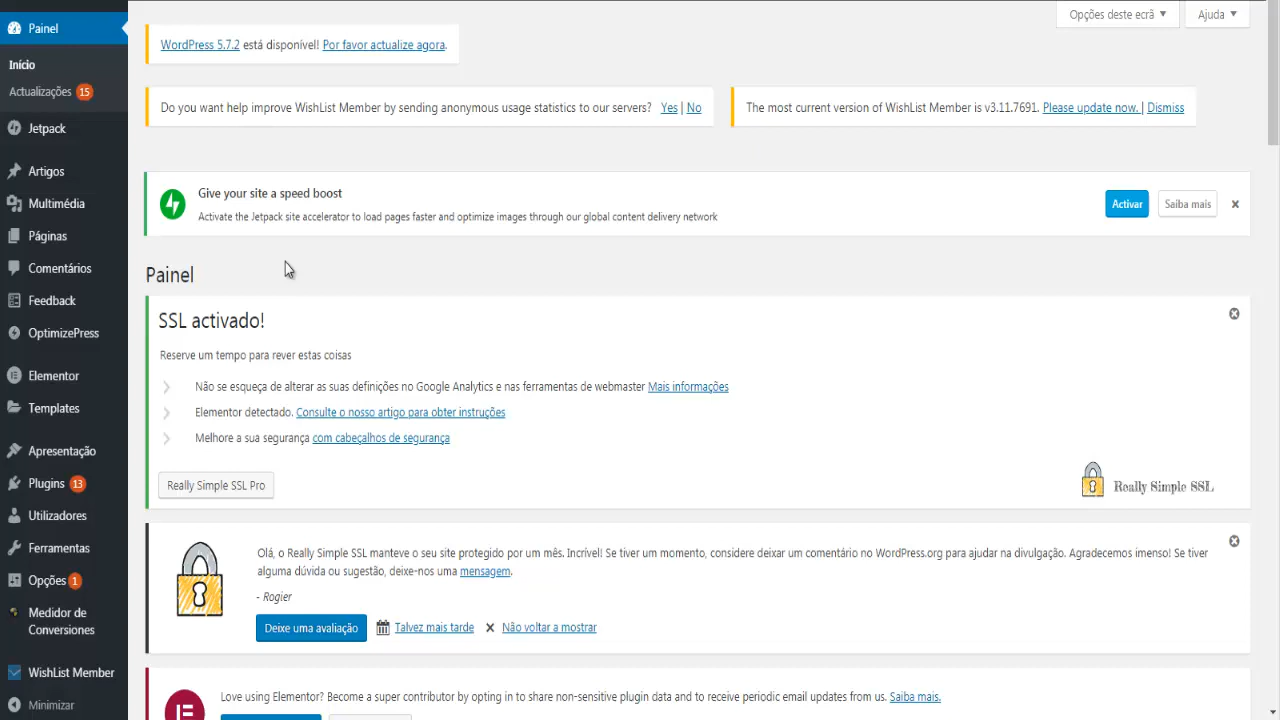 Painel
Início
Actualizações 15
Jetpack
Artigos
Multimédia
Páginas
Comentários
Feedback
OptimizePress
Elementor
Templates
Apresentação
Plugins 13
Utilizadores
Ferramentas
Opções 1
Medidor de
Conversiones
WishList Member
Minimizar
Opções deste ecrã
Ajuda
WordPress 5.7.2 está disponível! Por favor actualize agora.
Do you want help improve WishList Member by sending anonymous usage statistics to our servers? Yes | No
The most current version of WishList Member is v3.11.7691. Please update now. | Dismiss
Give your site a speed boost
Activate the Jetpack site accelerator to load pages faster and optimize images through our global content delivery network
Activar
Saiba mais
Painel
SSL activado!
Reserve um tempo para rever estas coisas
Não se esqueça de alterar as suas definições no Google Analytics e nas ferramentas de webmaster Mais informações
Elementor detectado. Consulte o nosso artigo para obter instruções
Melhore a sua segurança com cabeçalhos de segurança
Really Simple SSL Pro
Really Simple SSL
Olá, o Really Simple SSL manteve o seu site protegido por um mês. Incrível! Se tiver um momento, considere deixar um comentário no WordPress.org para ajudar na divulgação. Agradecemos imenso! Se tiver
alguma dúvida ou sugestão, deixe-nos uma mensagem.
- Rogier
Deixe uma avaliação
Talvez mais tarde
Não voltar a mostrar
Love using Elementor? Become a super contributor by opting in to share non-sensitive plugin data and to receive periodic email updates from us. Saiba mais.